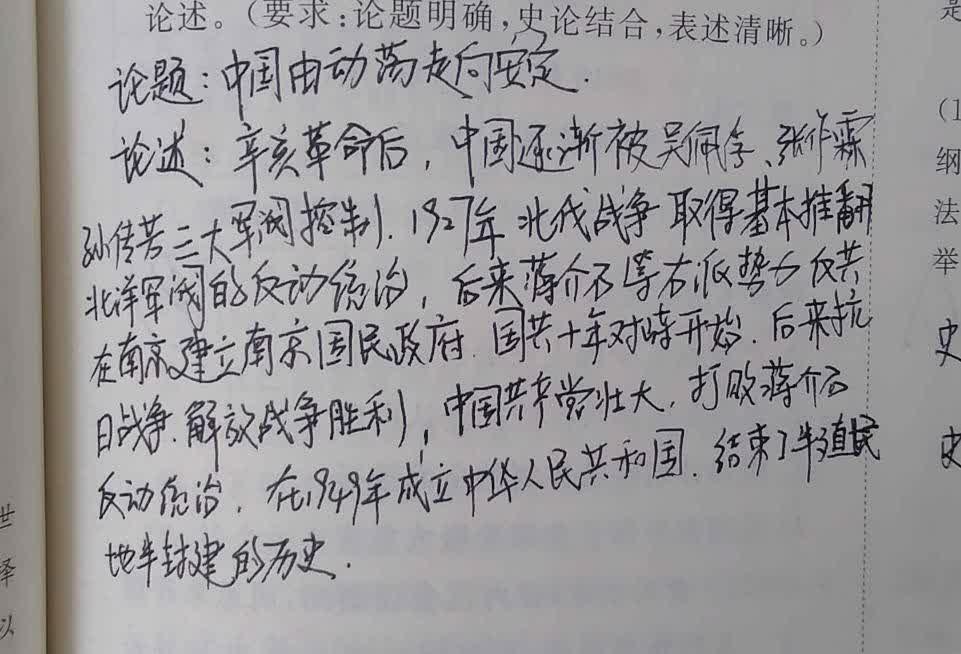 论述。(要求:论题明确,史论结合,表述清晰。)
论题:中国由动荡走向安定.
论述:辛亥革命后,中国逐渐被吴佩孚、张作霖
孙传芳三大军阀控制.1927年北伐战争取得基本推翻
北洋军阀的反动统治,后来蒋介石等右派势力反共
在南京建立南京国民政府.国共十年对峙开始.后来抗
日战争.解放战争胜利,中国共产党壮大,打败蒋介石
反动统治,在1949年成立中华人民共和国.结束了半殖民
地半封建的历史.
是
(1
纲
法
举
史
史
世
择
以